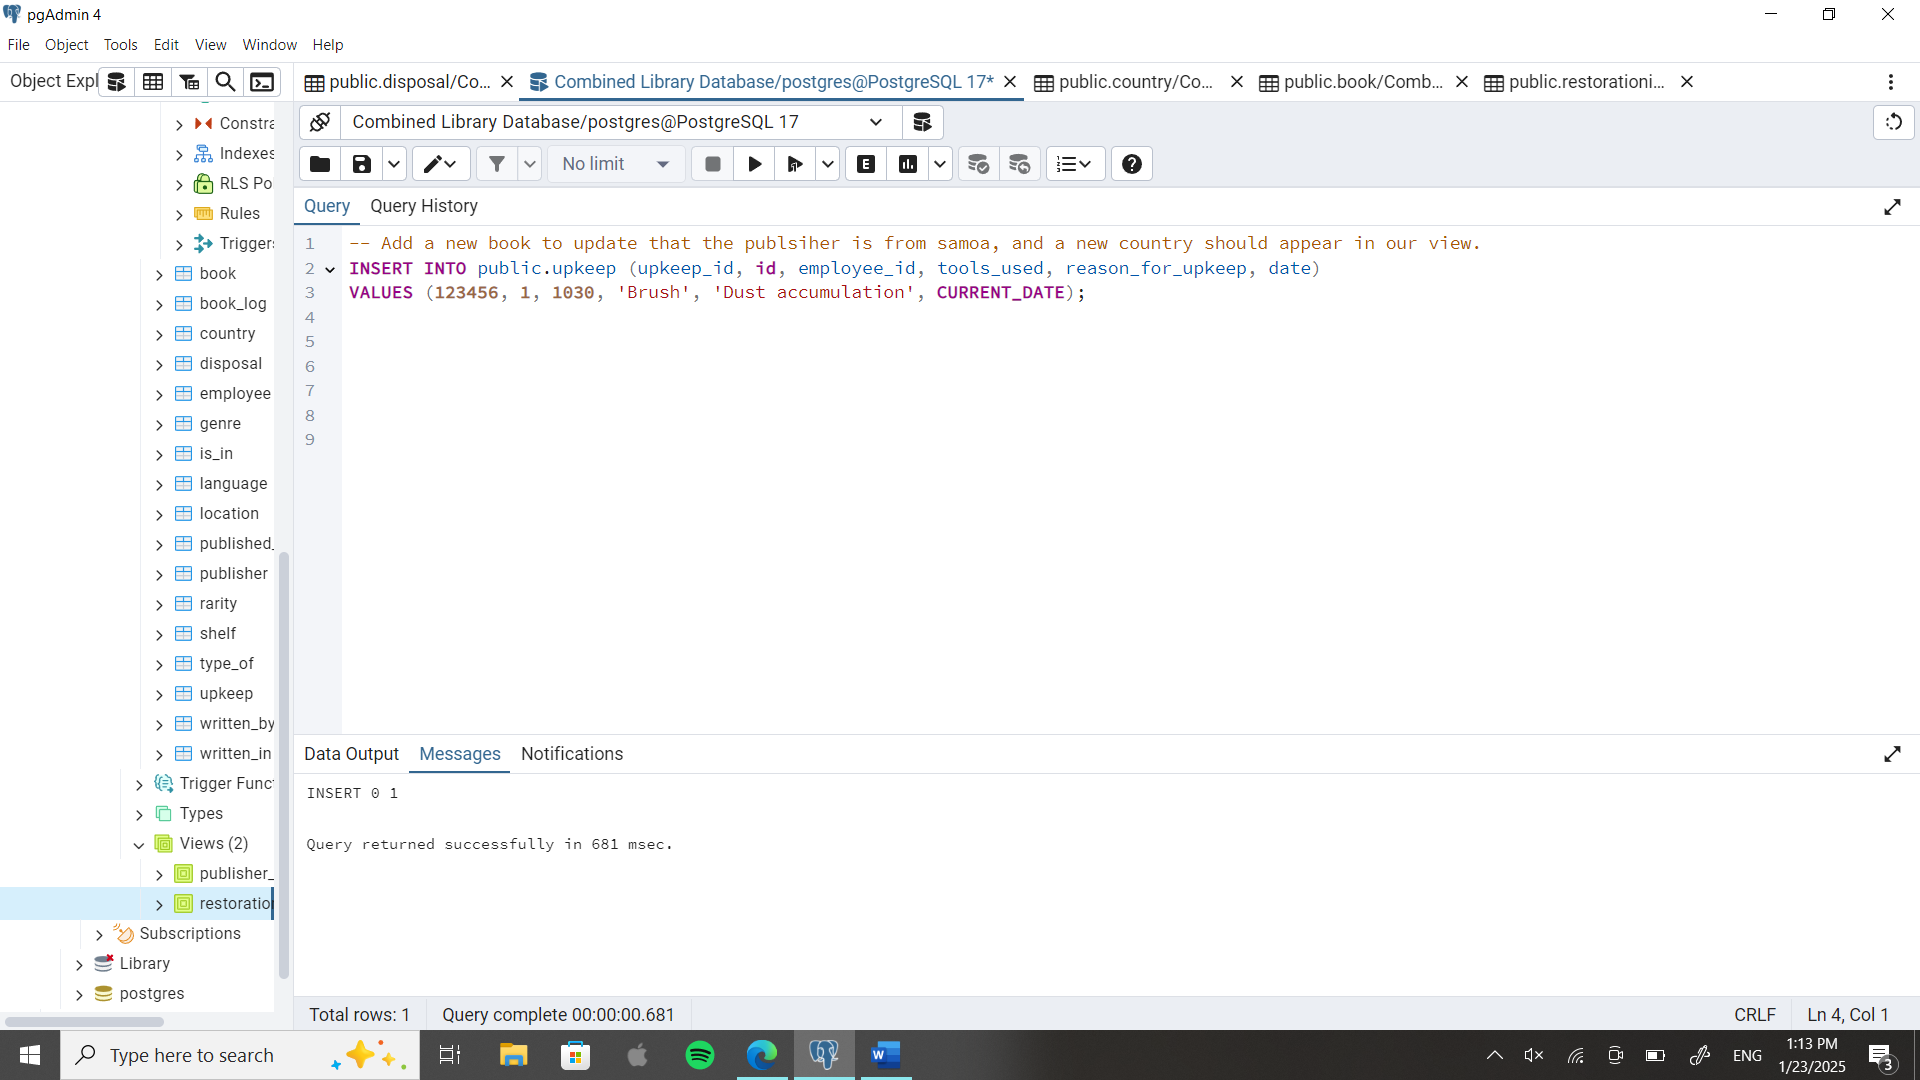 pgAdmin 4
File Object Tools Edit View Window Help
Object Expl
public.disposal/Co... Combined Library Database/postgres@PostgreSQL 17* public.country/Co... public.book/Comb... public.restorationi...
Combined Library Database/postgres@PostgreSQL 17
No limit
E
Query Query History
1 -- Add a new book to update that the publsiher is from samoa, and a new country should appear in our view.
2 INSERT INTO public.upkeep (upkeep_id, id, employee_id, tools_used, reason_for_upkeep, date)
3 VALUES (123456, 1, 1030, 'Brush', 'Dust accumulation', CURRENT_DATE);
4
5
6
7
8
9
Constra
Indexes
RLS Po
Rules
Triggers
book
book_log
country
disposal
employee
genre
is_in
language
location
published_
publisher
rarity
shelf
type_of
upkeep
written_by
written_in
Trigger Func
Types
Views (2)
publisher_
restoration
Subscriptions
Library
postgres
Data Output Messages Notifications
INSERT 0 1
Query returned successfully in 681 msec.
Total rows: 1 Query complete 00:00:00.681 CRLF Ln 4, Col 1
Type here to search
W
ENG
1:13 PM
1/23/2025
3